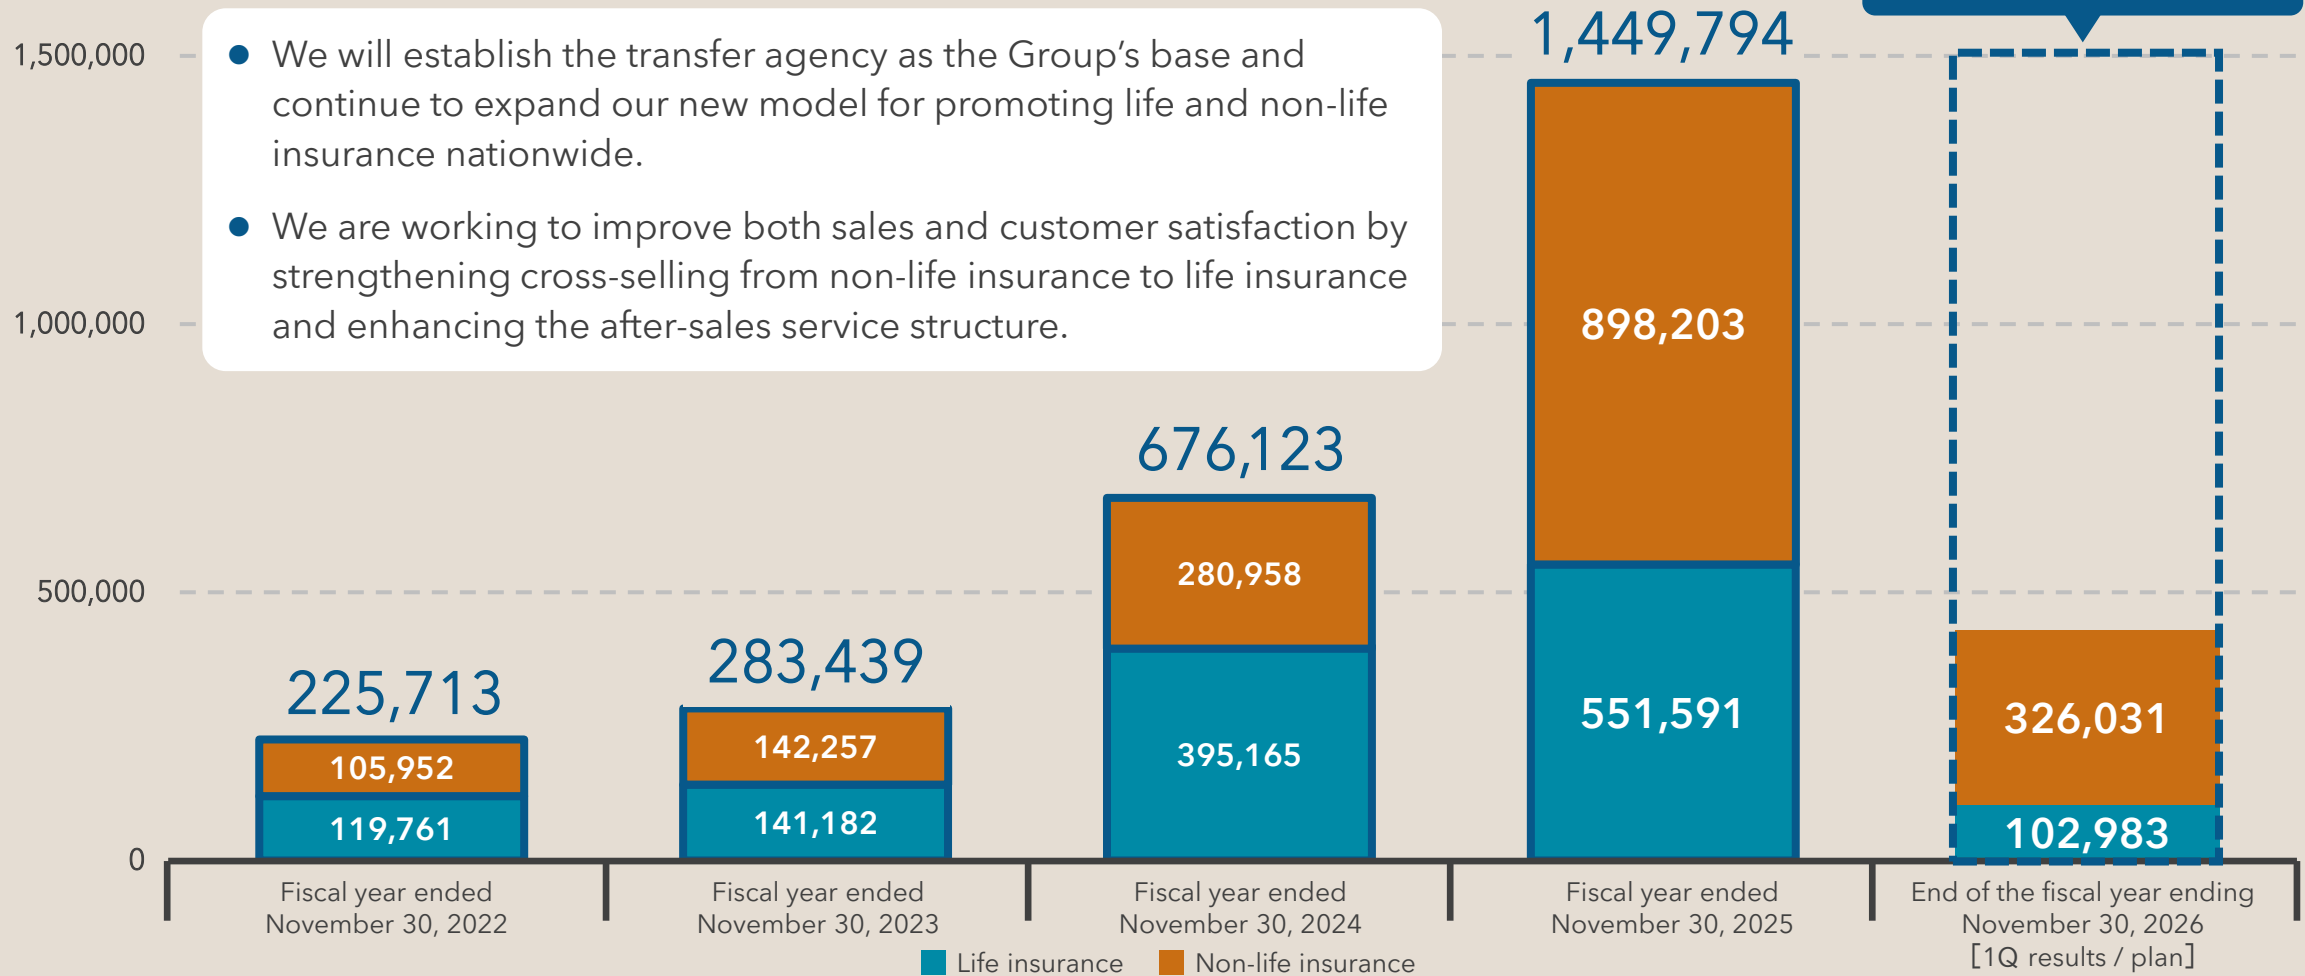 We will establish the transfer agency as the Group’s base and
continue to expand our new model for promoting life and non-life
insurance nationwide.
We are working to improve both sales and customer satisfaction by
strengthening cross-selling from non-life insurance to life insurance
and enhancing the after-sales service structure.
1,500,000
1,000,000
500,000
0
225,713
105,952
119,761
283,439
142,257
141,182
676,123
280,958
395,165
1,449,794
898,203
551,591
326,031
102,983
Fiscal year ended
November 30, 2022
Fiscal year ended
November 30, 2023
Fiscal year ended
November 30, 2024
Fiscal year ended
November 30, 2025
End of the fiscal year ending
November 30, 2026
[1Q results / plan]
Life insurance
Non-life insurance